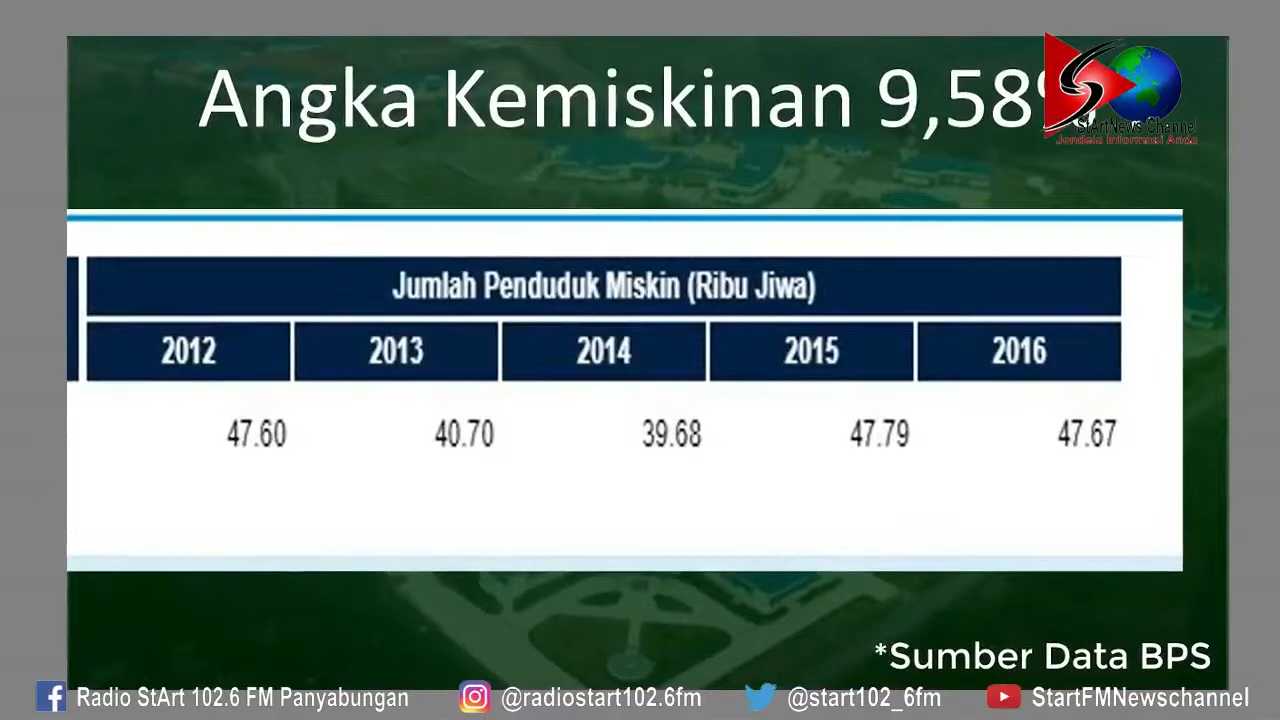 Angka Kemiskinan 9,58%
StArtNews Channel
Jendela Informasi Anda
Jumlah Penduduk Miskin (Ribu Jiwa)
2012 2013 2014 2015 2016
47.60 40.70 39.68 47.79 47.67
*Sumber Data BPS
Radio StArt 102.6 FM Panyabungan @radiostart102.6fm @start102_6fm StartFMNewschannel